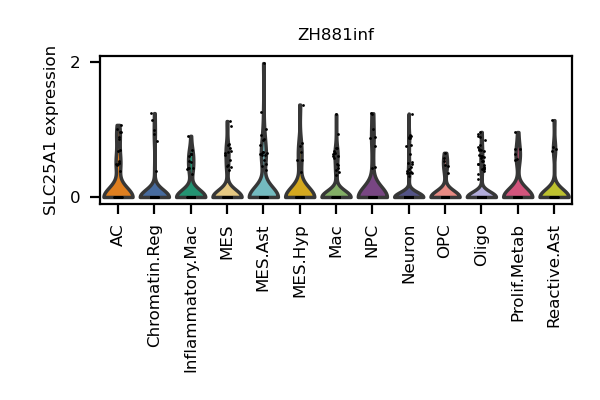 ZH881inf
SLC25A1 expression
2
0
AC
Chromatin.Reg
Inflammatory.Mac
MES
MES.Ast
MES.Hyp
Mac
NPC
Neuron
OPC
Oligo
Prolif.Metab
Reactive.Ast